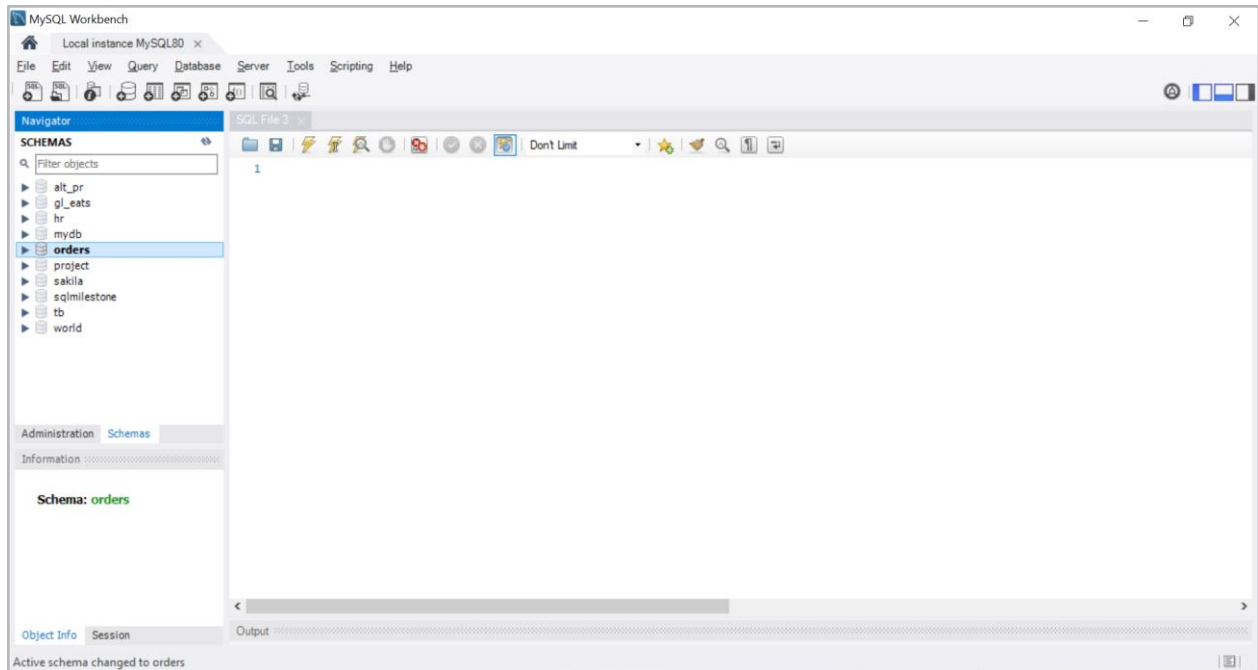 MySQL Workbench
Local instance MySQL80
File Edit View Query Database Server Tools Scripting Help
Navigator
SQL File 3
SCHEMAS
Filter objects
Don't Limit
1
alt_pr
gl_eats
hr
mydb
orders
project
sakila
sqlmilestone
tb
world
Administration Schemas
Information
Schema: orders
Object Info Session
Output
Active schema changed to orders